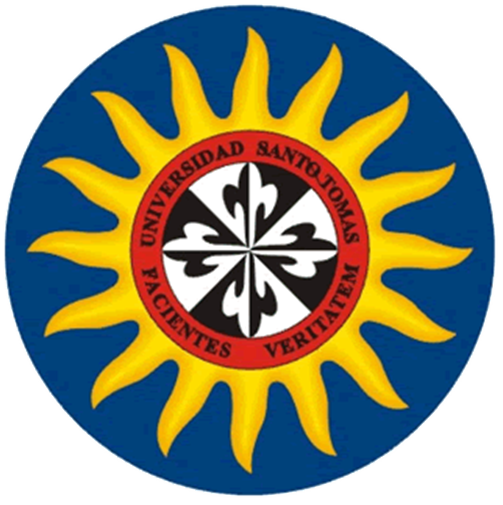 UNIVERSIDAD SANTO TOMAS
FACIENTES VERITATEM